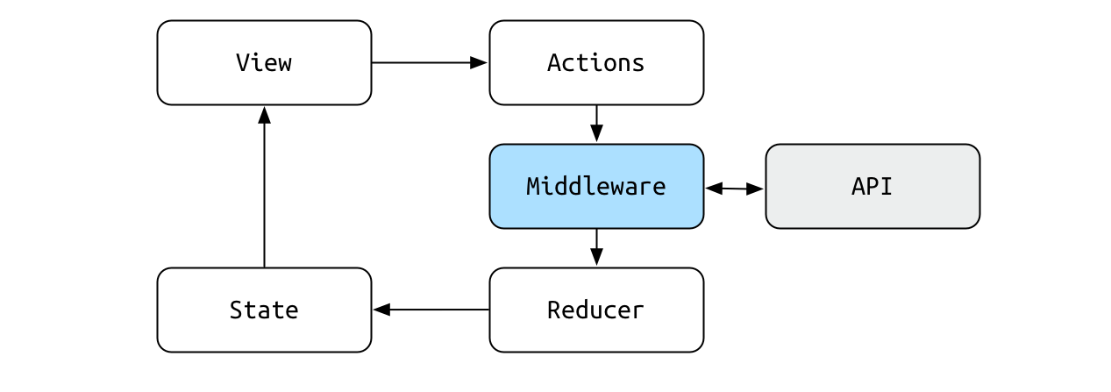 View
Actions
Middleware
API
State
Reducer